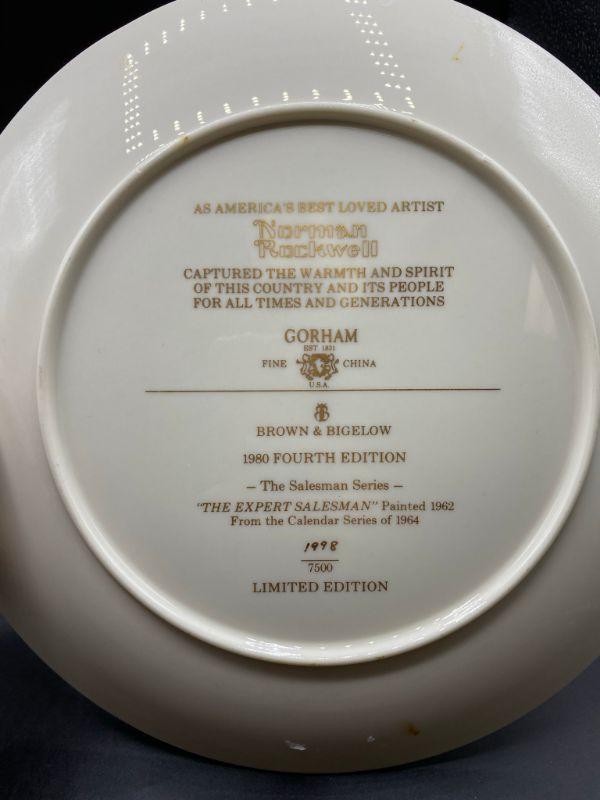 AS AMERICA'S BEST LOVED ARTIST
Norman
Rockwell
CAPTURED THE WARMTH AND SPIRIT
OF THIS COUNTRY AND ITS PEOPLE
FOR ALL TIMES AND GENERATIONS
GORHAM
EST 1831
FINE CHINA
U.S.A.
BROWN & BIGELOW
1980 FOURTH EDITION
– The Salesman Series –
"THE EXPERT SALESMAN" Painted 1962
From the Calendar Series of 1964
1998
7500
LIMITED EDITION